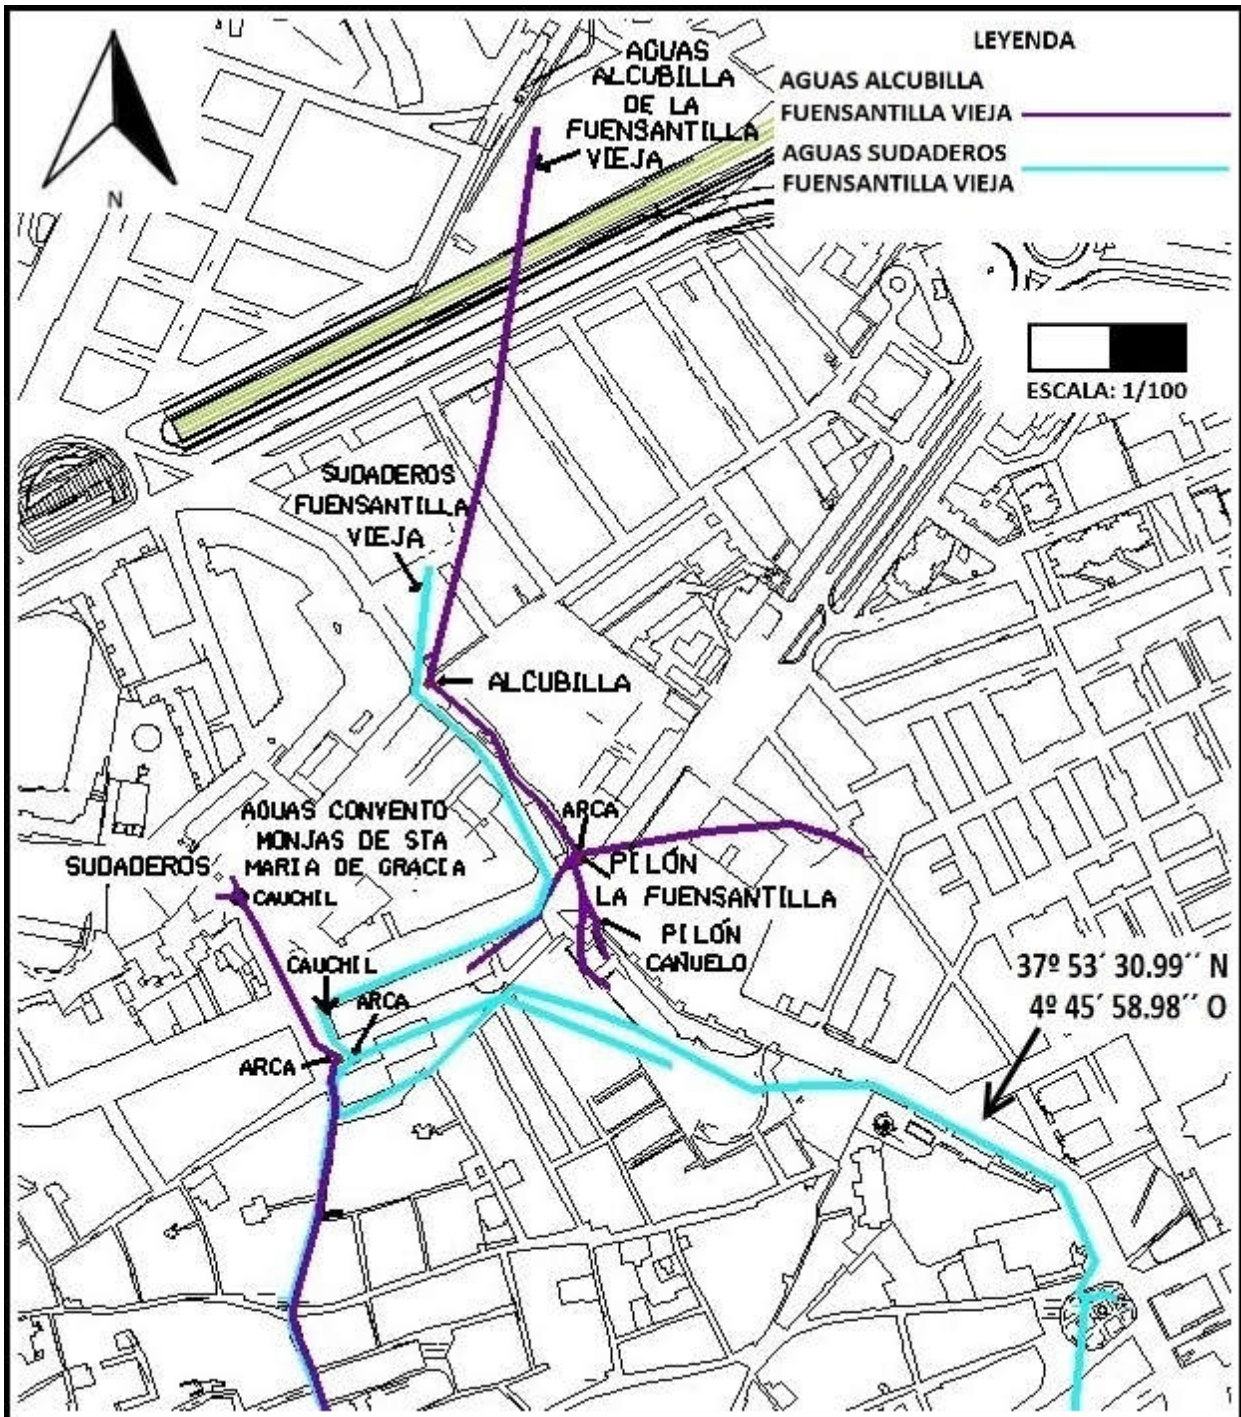 AGUAS
ALCUBILLA
DE LA
FUENSANTILLA
VIEJA
LEYENDA
AGUAS ALCUBILLA
FUENSANTILLA VIEJA
AGUAS SUDADEROS
FUENSANTILLA VIEJA
N
ESCALA: 1/100
SUDADEROS
FUENSANTILLA
VIEJA
ALCUBILLA
ARCA
AGUAS CONVENTO
MONJAS DE STA
MARIA DE GRACIA
SUDADEROS
CAUCHIL
PILÓN
LA FUENSANTILLA
PILÓN
CAÑUELO
CAUCHIL
ARCA
ARCA
37º 53´ 30.99´´ N
4º 45´ 58.98´´ O